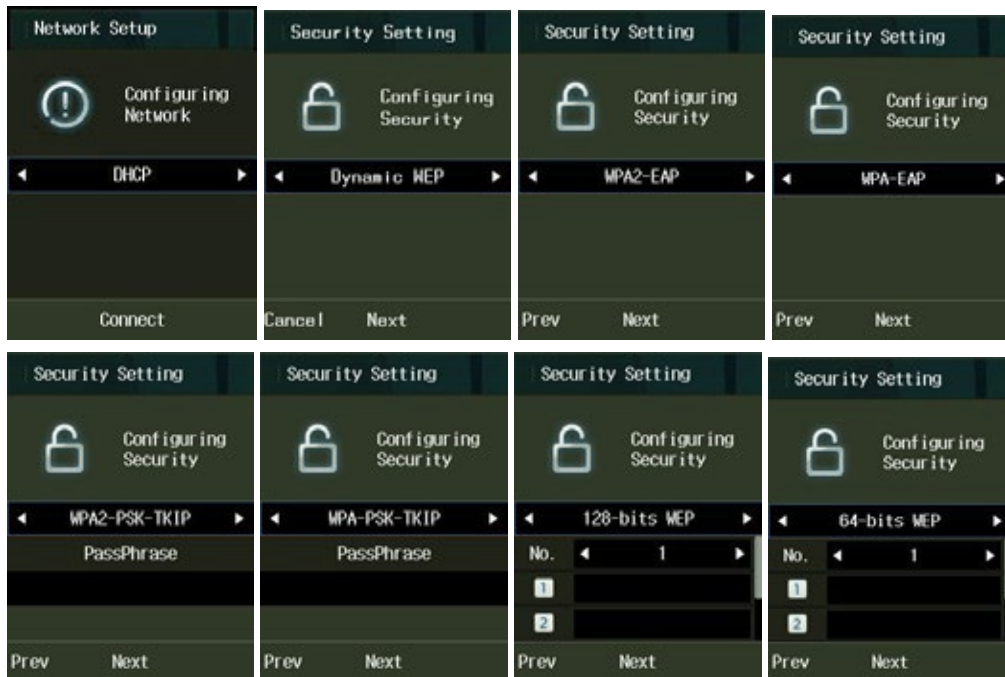 Network Setup
Configuring
Network
DHCP
Connect
Security Setting
Configuring
Security
Dynamic WEP
Cancel Next
Security Setting
Configuring
Security
WPA2-EAP
Prev Next
Security Setting
Configuring
Security
WPA-EAP
Prev Next
Security Setting
Configuring
Security
WPA2-PSK-TKIP
PassPhrase
Prev Next
Security Setting
Configuring
Security
WPA-PSK-TKIP
PassPhrase
Prev Next
Security Setting
Configuring
Security
128-bits WEP
No. 1
1
2
Prev Next
Security Setting
Configuring
Security
64-bits WEP
No. 1
1
2
Prev Next